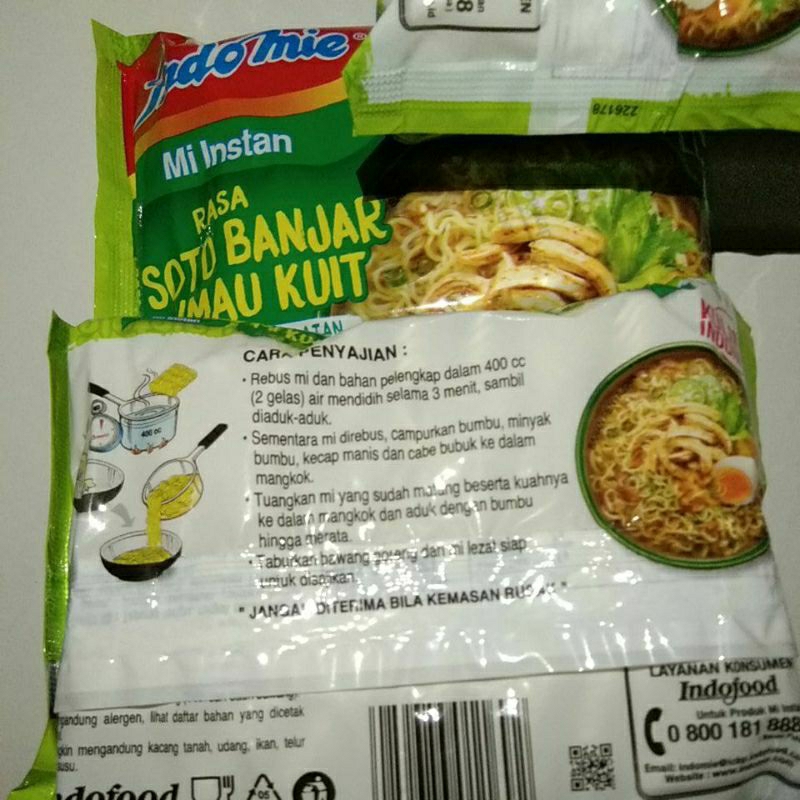 Indomie
Mi Instan
RASA
SOTO BANJAR
LIMAU KUIT
226178
CARA PENYAJIAN :
• Rebus mi dan bahan pelengkap dalam 400 cc
(2 gelas) air mendidih selama 3 menit, sambil
diaduk-aduk.
• Sementara mi direbus, campurkan bumbu, minyak
bumbu, kecap manis dan cabe bubuk ke dalam
mangkok.
• Tuangkan mi yang sudah matang beserta kuahnya
ke dalam mangkok dan aduk dengan bumbu
hingga merata.
• Taburkan bawang goreng dan mi lezat siap
untuk disajikan.
" JANGAN DITERIMA BILA KEMASAN RUSAK "
400 cc
alergen, lihat daftar bahan yang dicetak
mengandung kacang tanah, udang, ikan, telur
susu.
Indofood
05
LAYANAN KONSUMEN
Indofood
Untuk Produk Mi
0 800 181 888
Email:
Website :